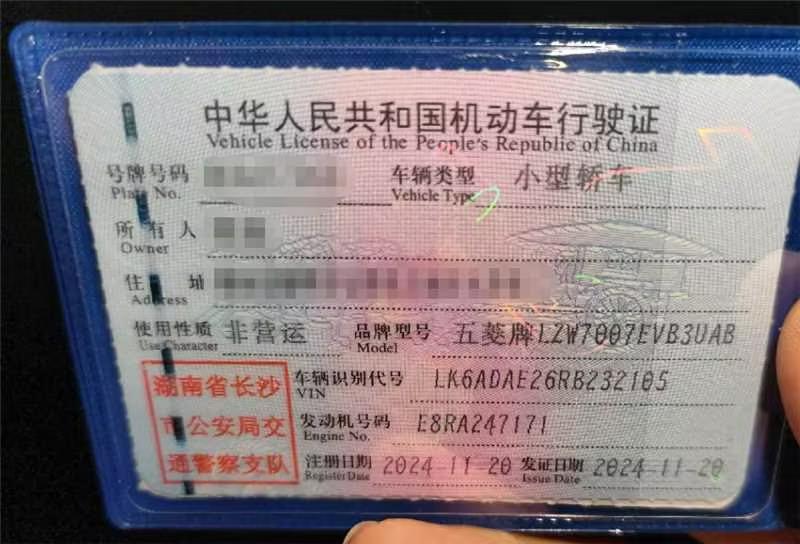 中华人民共和国机动车行驶证
Vehicle License of the People's Republic of China
号牌号码 车辆类型 小型轿车
Plate No. Vehicle Type
所有人
Owner
住址
Address
使用性质 非营运 品牌型号 五菱牌LZW7007EVB3UAB
Use Character Model
湖南省长沙 车辆识别代号 LK6ADAE26RB232105
VIN
市公安局交 发动机号码 E8RA247171
Engine No.
通警察支队 注册日期 2024-11-20 发证日期 2024-11-20
Register Date Issue Date